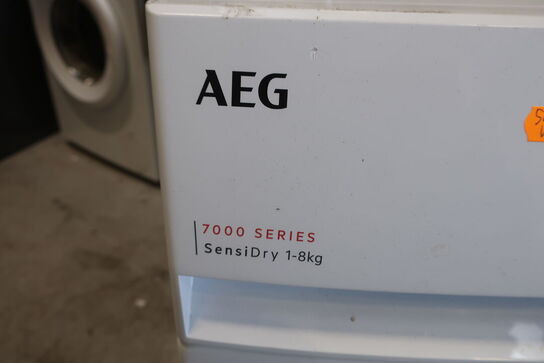 AEG
7000 SERIES
SensiDry 1-8kg